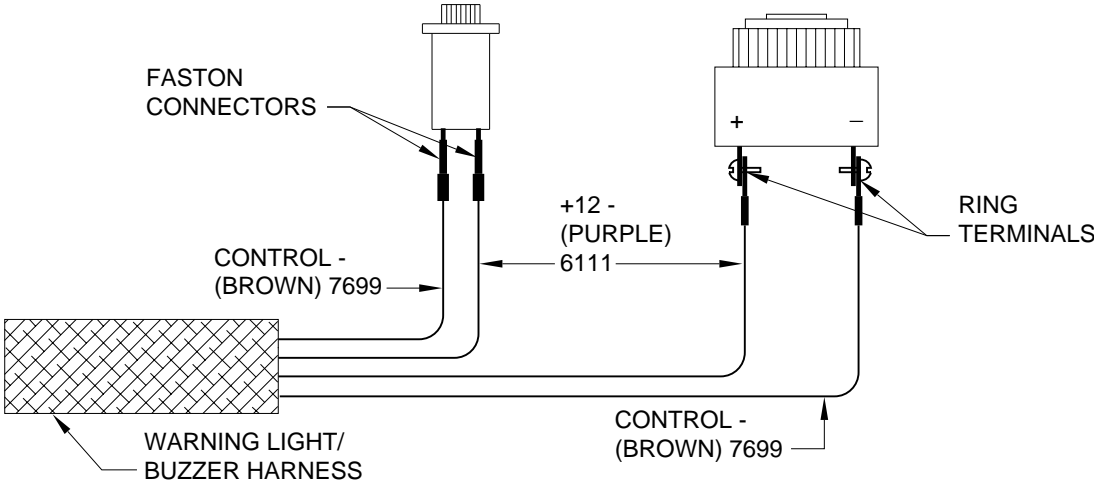 FASTON
CONNECTORS
+
–
+12 -
(PURPLE)
6111
RING
TERMINALS
CONTROL -
(BROWN) 7699
CONTROL -
(BROWN) 7699
WARNING LIGHT/
BUZZER HARNESS